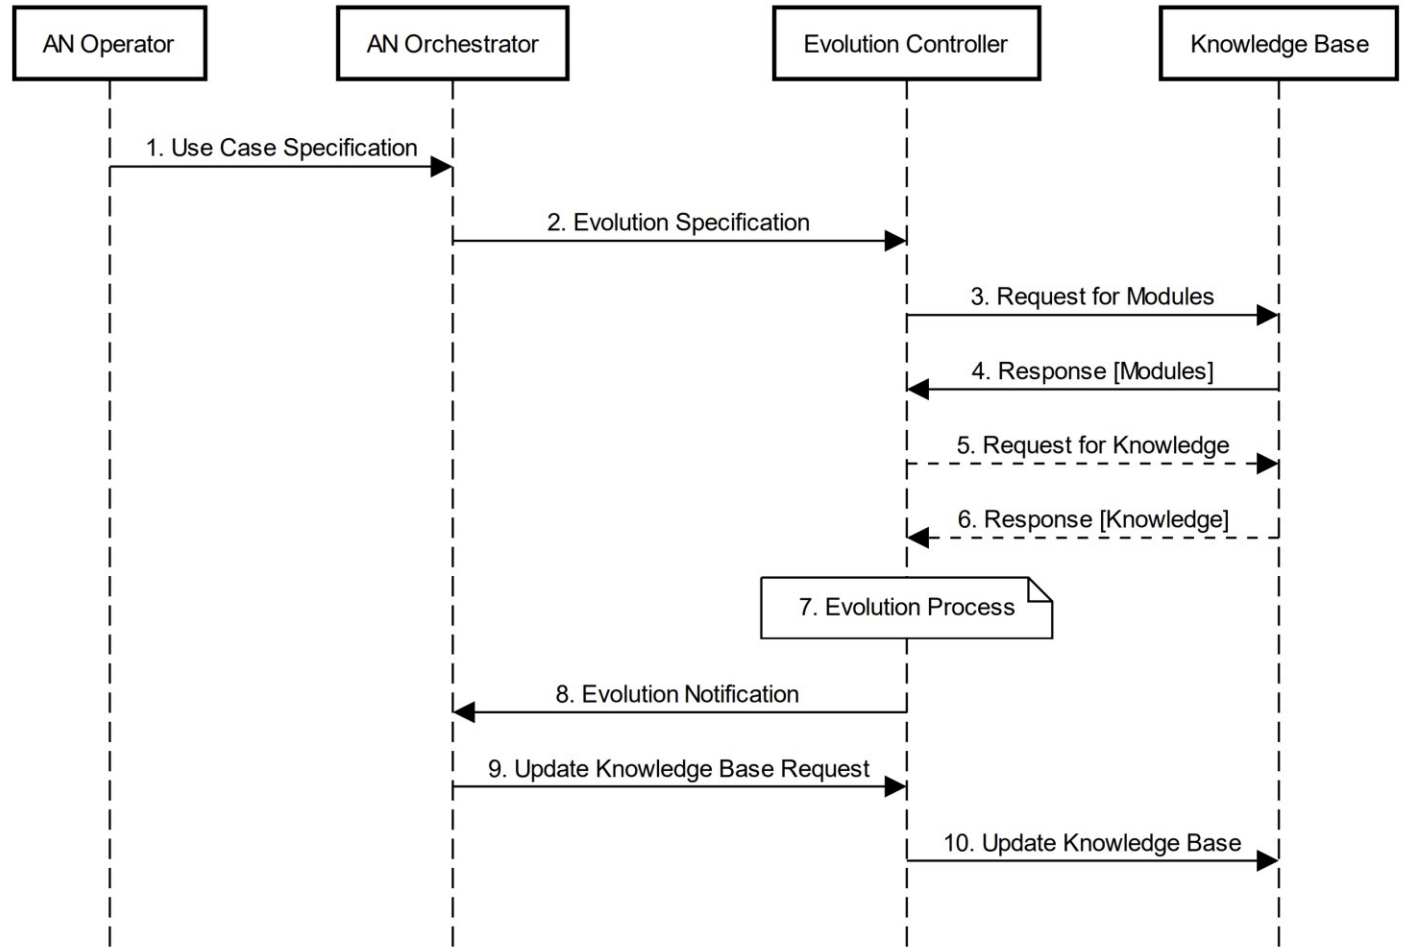 AN Operator
AN Orchestrator
Evolution Controller
Knowledge Base
1. Use Case Specification
2. Evolution Specification
3. Request for Modules
4. Response [Modules]
5. Request for Knowledge
6. Response [Knowledge]
7. Evolution Process
8. Evolution Notification
9. Update Knowledge Base Request
10. Update Knowledge Base